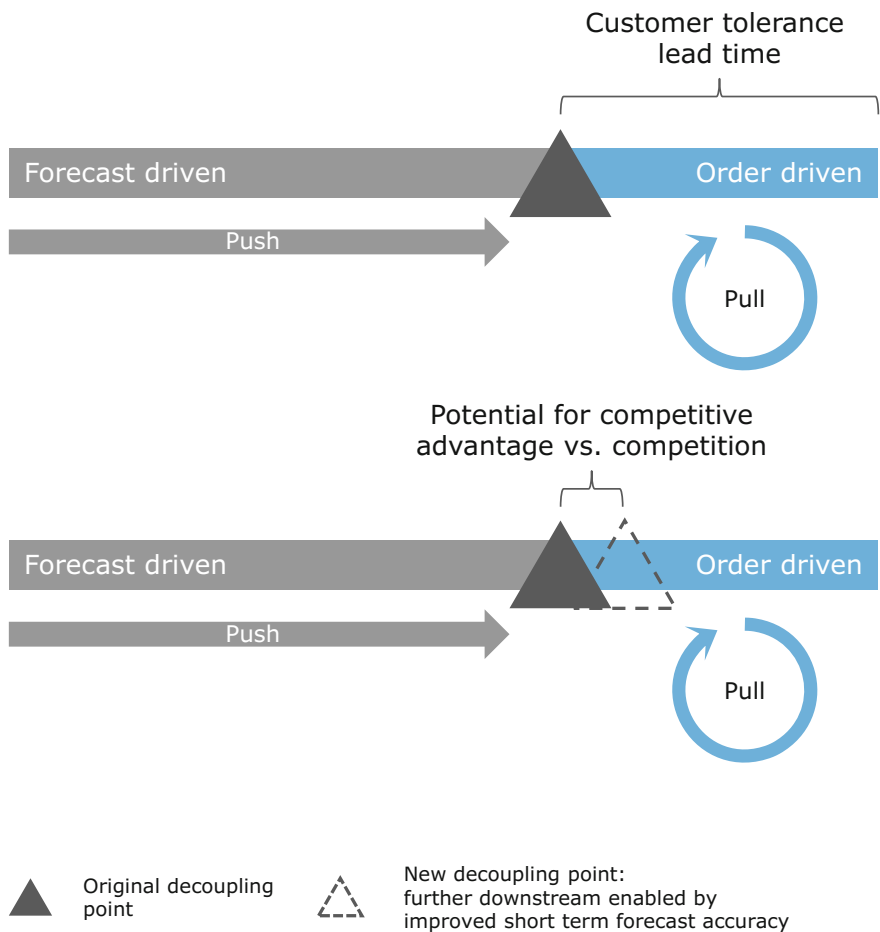 Customer tolerance
lead time
Forecast driven
Order driven
Push
Pull
Potential for competitive
advantage vs. competition
Forecast driven
Order driven
Push
Pull
Original decoupling
point
New decoupling point:
further downstream enabled by
improved short term forecast accuracy